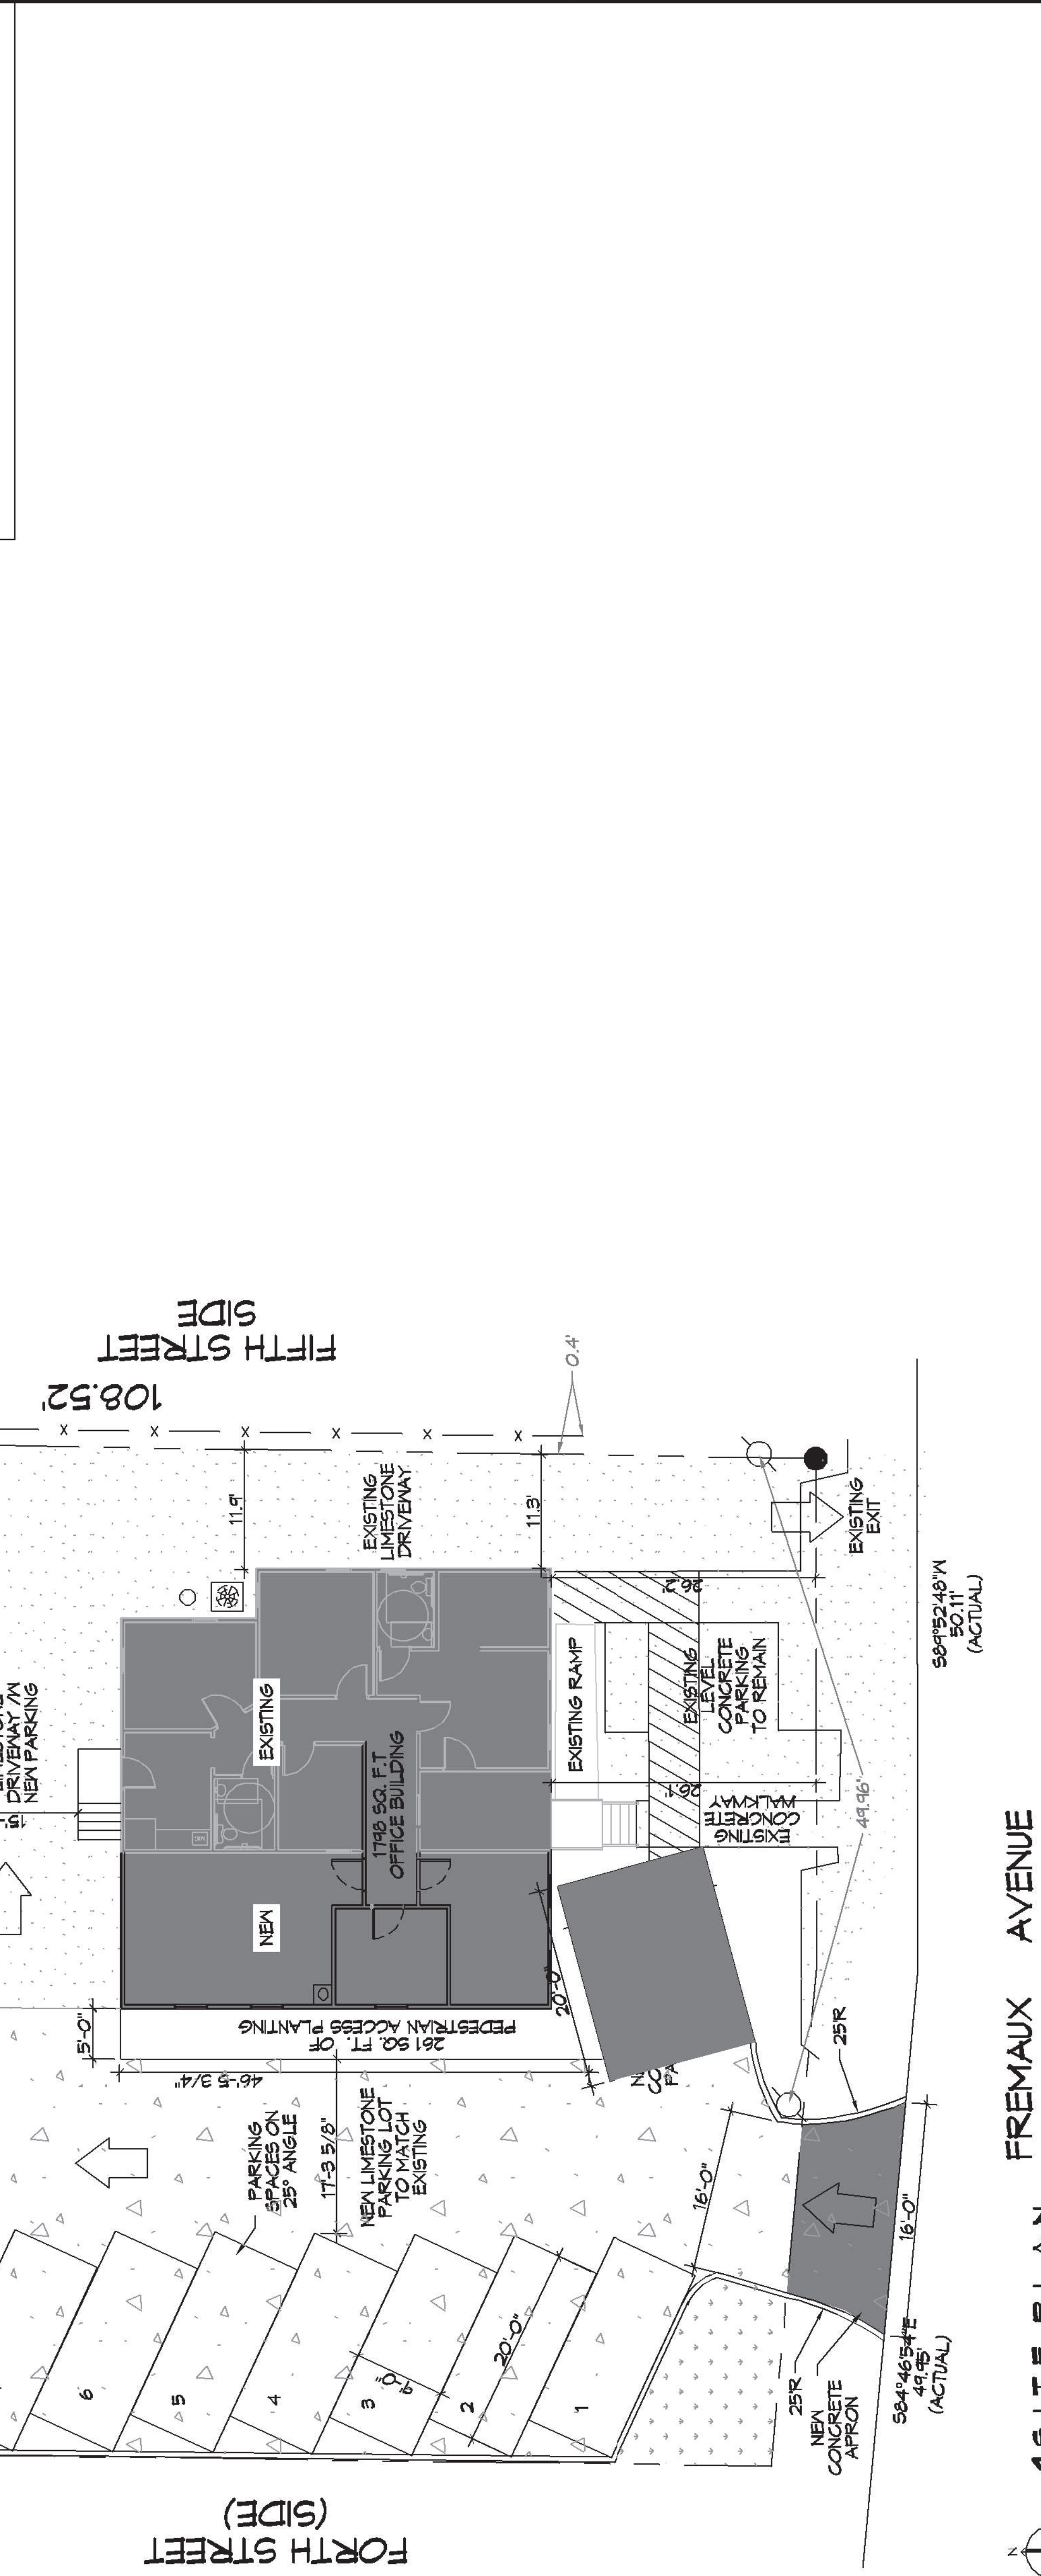 DRIVEWAY /W
NEW PARKING
15'-
EXISTING
1798 SQ. FT
OFFICE BUILDING
NEW
5'-0"
261 SQ. FT. OF
PEDESTRIAN ACCESS PLANTING
46'-5 3/4"
PARKING
SPACES ON
25° ANGLE
17'-3 5/8"
NEW LIMESTONE
PARKING LOT
TO MATCH
EXISTING
6
5
4
3
2
1
9'-0"
20'-0"
FORTH STREET
(SIDE)
108.52'
FIFTH STREET
SIDE
11.9'
EXISTING
LIMESTONE
DRIVEWAY
11.3'
0.4'
EXISTING RAMP
26.2'
26.1'
EXISTING
LEVEL
CONCRETE
PARKING
TO REMAIN
EXISTING
CONCRETE
WALKWAY
EXISTING
EXIT
49.96'
20'-0"
16'-0"
25'R
25'R
NEW
CONCRETE
APRON
16'-0"
S84°46'54"E
49.95'
(ACTUAL)
S89°52'48"W
50.11'
(ACTUAL)
FREMAUX AVENUE
N